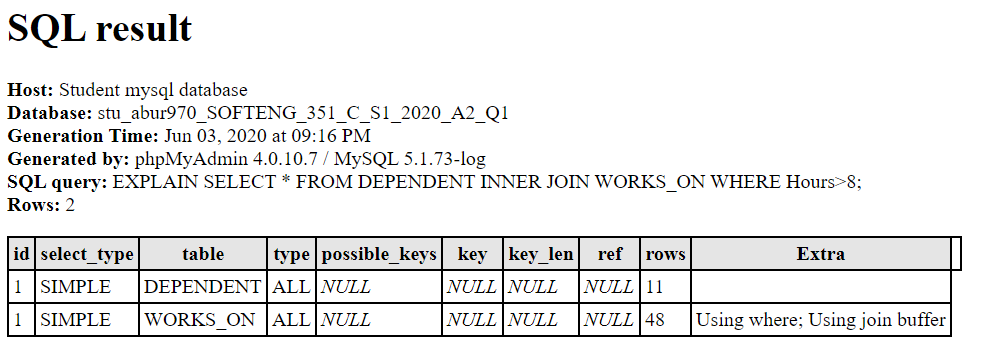 SQL result
Host: Student mysql database
Database: stu_abur970_SOFTENG_351_C_S1_2020_A2_Q1
Generation Time: Jun 03, 2020 at 09:16 PM
Generated by: phpMyAdmin 4.0.10.7 / MySQL 5.1.73-log
SQL query: EXPLAIN SELECT * FROM DEPENDENT INNER JOIN WORKS_ON WHERE Hours>8;
Rows: 2
id select_type table type possible_keys key key_len ref rows Extra
1 SIMPLE DEPENDENT ALL NULL NULL NULL NULL 11
1 SIMPLE WORKS_ON ALL NULL NULL NULL NULL 48 Using where; Using join buffer